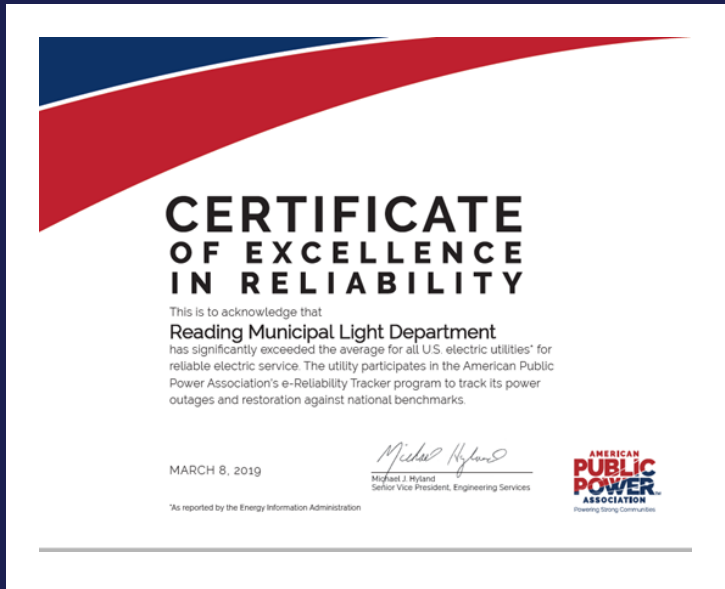 CERTIFICATE
OF EXCELLENCE
IN RELIABILITY
This is to acknowledge that
Reading Municipal Light Department
has significantly exceeded the average for all U.S. electric utilities* for
reliable electric service. The utility participates in the American Public
Power Association's e-Reliability Tracker program to track its power
outages and restoration against national benchmarks.
MARCH 8, 2019
Michael Hyland
Michael J. Hyland
Senior Vice President, Engineering Services
*As reported by the Energy Information Administration
AMERICAN
PUBLIC
POWER™
ASSOCIATION
Powering Strong Communities